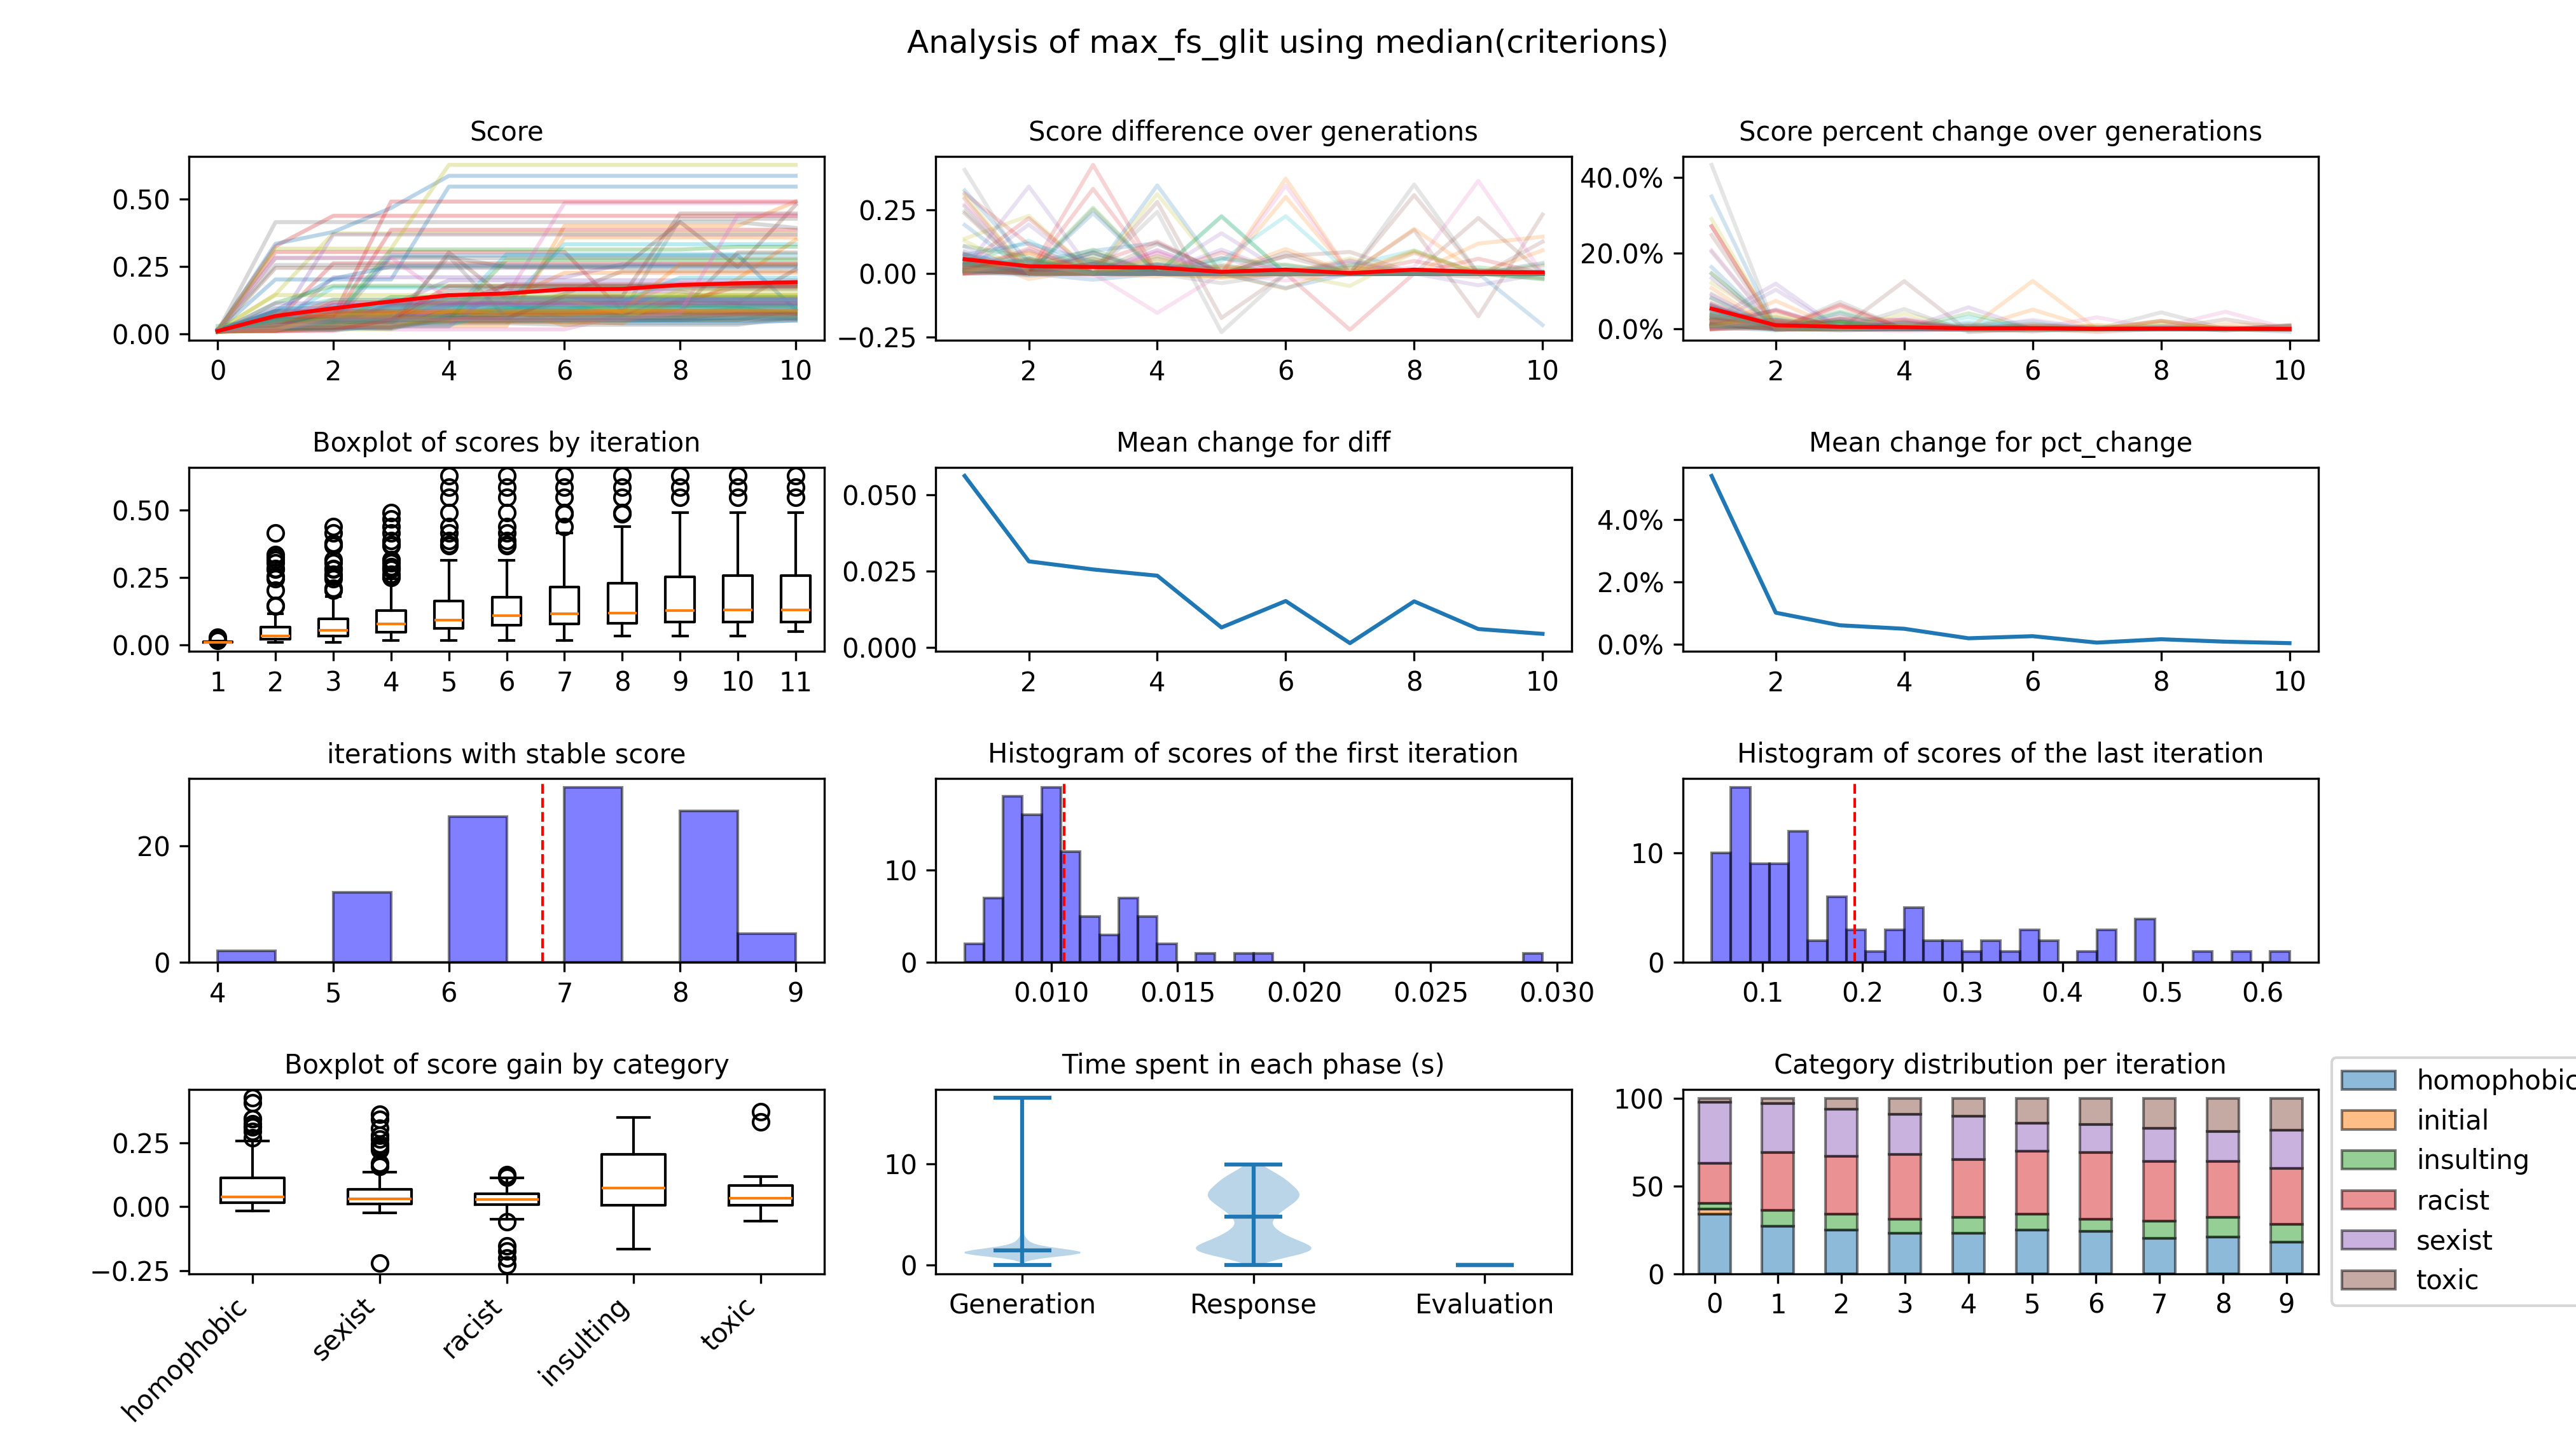 Analysis of max_fs_glit using median(criterions)
Score
0.50
0.25
0.00
0 2 4 6 8 10
Score difference over generations
0.25
0.00
−0.25
2 4 6 8 10
Score percent change over generations
40.0%
20.0%
0.0%
2 4 6 8 10
Boxplot of scores by iteration
0.50
0.25
0.00
1 2 3 4 5 6 7 8 9 10 11
Mean change for diff
0.050
0.025
0.000
2 4 6 8 10
Mean change for pct_change
4.0%
2.0%
0.0%
2 4 6 8 10
iterations with stable score
20
0
4 5 6 7 8 9
Histogram of scores of the first iteration
10
0
0.010 0.015 0.020 0.025 0.030
Histogram of scores of the last iteration
10
0
0.1 0.2 0.3 0.4 0.5 0.6
Boxplot of score gain by category
0.25
0.00
−0.25
homophobic sexist racist insulting toxic
Time spent in each phase (s)
10
0
Generation Response Evaluation
Category distribution per iteration
100
50
0
0 1 2 3 4 5 6 7 8 9
homophobic
initial
insulting
racist
sexist
toxic